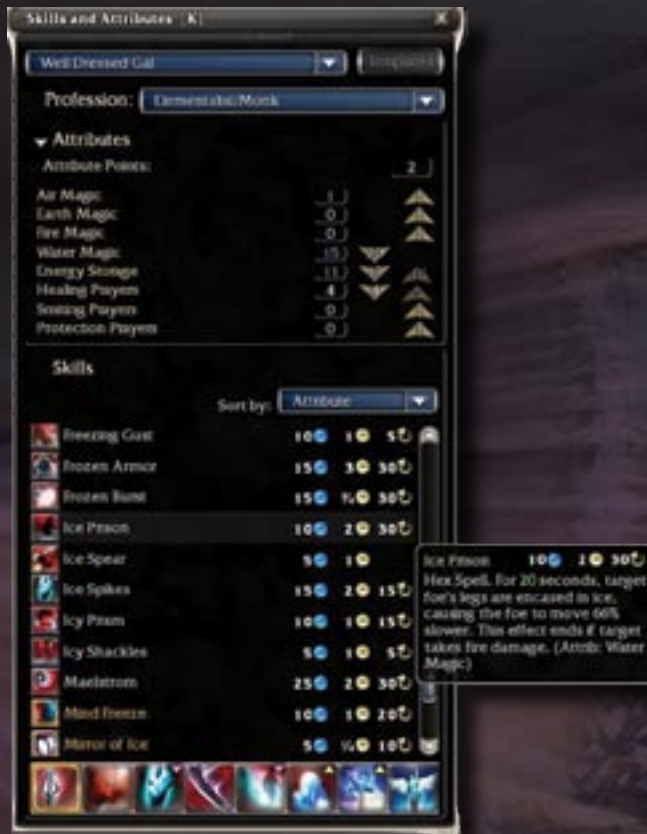 Skills and Attributes [K] X
Well Dressed Gal Templates
Profession: Elementalist/Monk
Attributes
Attribute Points: 2
Air Magic 1
Earth Magic 0
Fire Magic 0
Water Magic 15
Energy Storage 11
Healing Prayers 4
Smiting Prayers 0
Protection Prayers 0
Skills
Sort by: Attribute
Freezing Gust 10 1 5
Frozen Armor 15 3 30
Frozen Burst 15 ¾ 30
Ice Prison 10 2 30
Ice Spear 5 1
Ice Spikes 15 2 15
Icy Prism 10 1 15
Icy Shackles 5 1 5
Maelstrom 25 2 30
Mind Freeze 10 1 20
Mirror of Ice 5 10
Ice Prison 10 2 30
Hex Spell. For 20 seconds, target
foe's legs are encased in ice,
causing the foe to move 66%
slower. This effect ends if target
takes fire damage. (Attrib: Water
Magic)